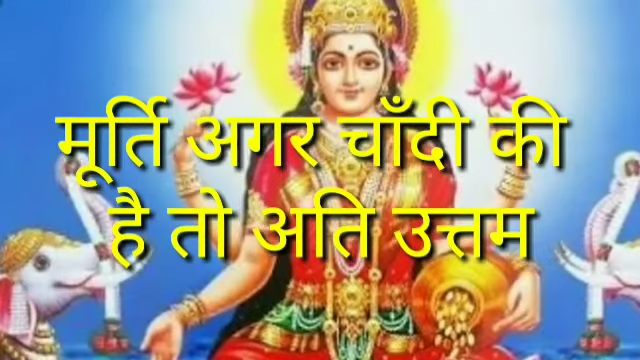 मूर्ति अगर चाँदी की
है तो अति उत्तम